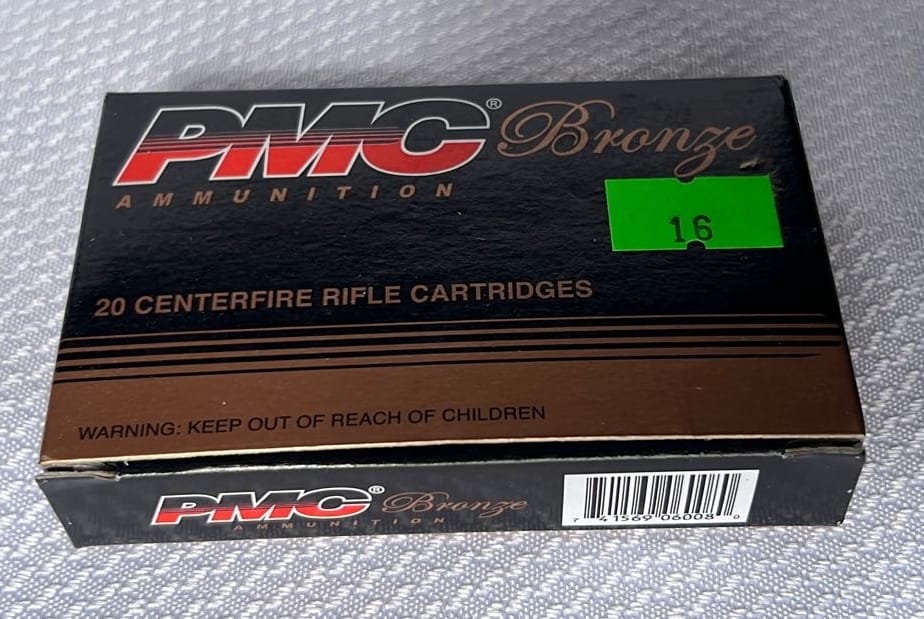 PMC® Bronze
AMMUNITION
16
20 CENTERFIRE RIFLE CARTRIDGES
WARNING: KEEP OUT OF REACH OF CHILDREN
PMC® Bronze
AMMUNITION
7 41569 06008 0